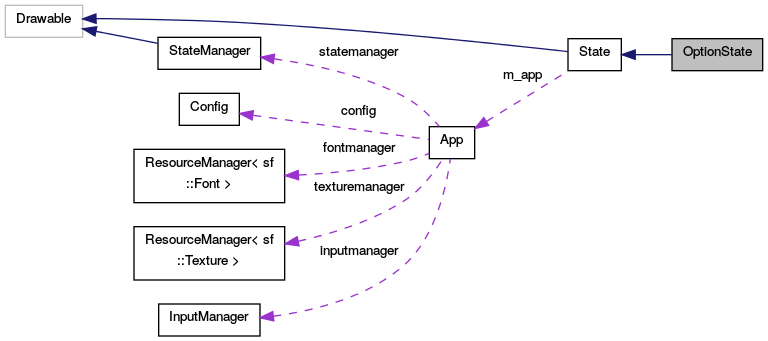 Drawable
StateManager
statemanager
State
OptionState
m_app
Config
config
App
fontmanager
ResourceManager< sf
::Font >
texturemanager
ResourceManager< sf
::Texture >
inputmanager
InputManager